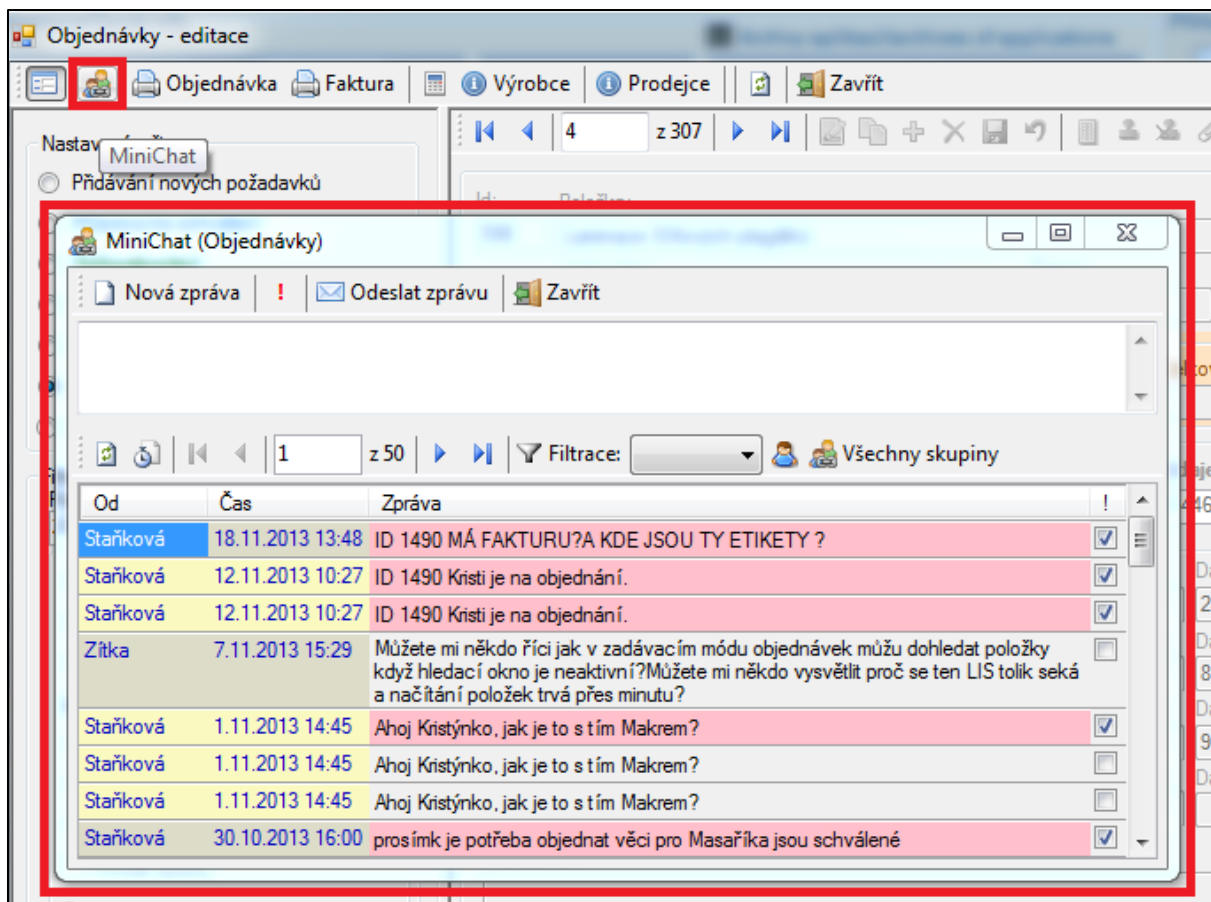 Objednávky - editace
Objednávka Faktura Výrobce Prodejce Zavřít
4 z 307
MiniChat
Přidávání nových požadavků
Id:
MiniChat (Objednávky)
Nová zpráva ! Odeslat zprávu Zavřít
1 z 50 Filtrace: Všechny skupiny
Od Čas Zpráva !
Staňková 18.11.2013 13:48 ID 1490 MÁ FAKTURU?A KDE JSOU TY ETIKETY ?
Staňková 12.11.2013 10:27 ID 1490 Kristi je na objednání.
Staňková 12.11.2013 10:27 ID 1490 Kristi je na objednání.
Zítka 7.11.2013 15:29 Můžete mi někdo říci jak v zadávacím módu objednávek můžu dohledat položky
když hledací okno je neaktivní?Můžete mi někdo vysvětlit proč se ten LIS tolik seká
a načítání položek trvá přes minutu?
Staňková 1.11.2013 14:45 Ahoj Kristýnko, jak je to s tím Makrem?
Staňková 1.11.2013 14:45 Ahoj Kristýnko, jak je to s tím Makrem?
Staňková 1.11.2013 14:45 Ahoj Kristýnko, jak je to s tím Makrem?
Staňková 30.10.2013 16:00 prosímk je potřeba objednat věci pro Masaříka jsou schválené